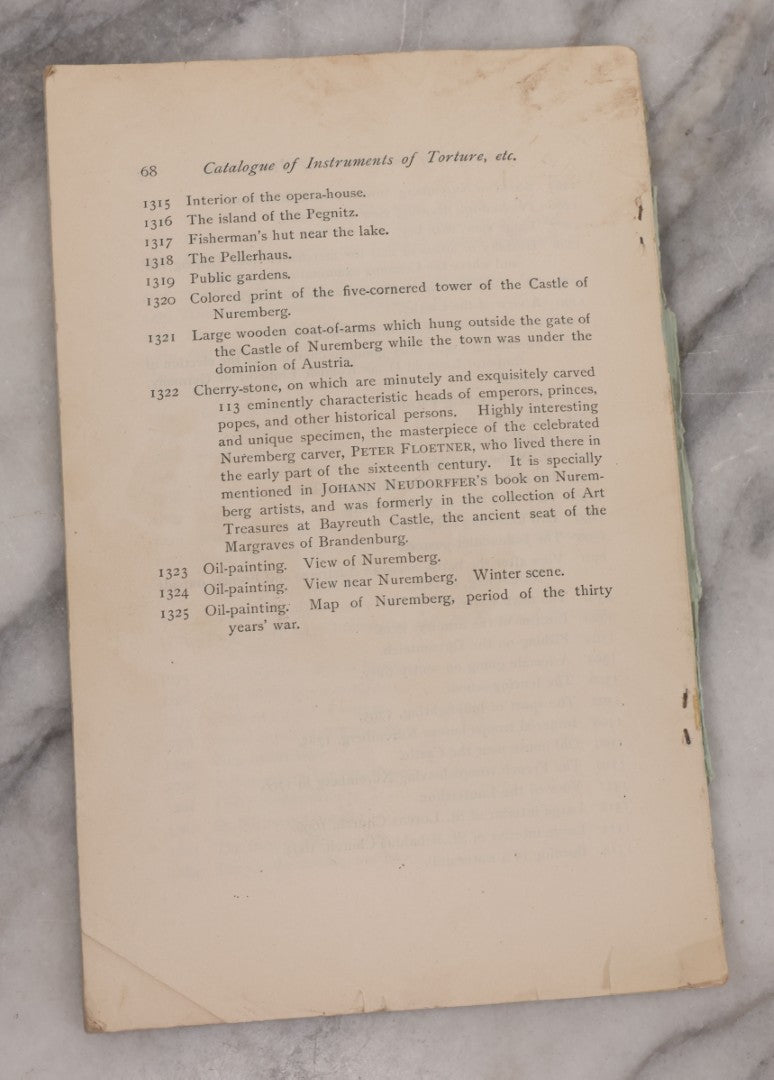 68 Catalogue of Instruments of Torture, etc.
1315 Interior of the opera-house.
1316 The island of the Pegnitz.
1317 Fisherman's hut near the lake.
1318 The Pellerhaus.
1319 Public gardens.
1320 Colored print of the five-cornered tower of the Castle of
Nuremberg.
1321 Large wooden coat-of-arms which hung outside the gate of
the Castle of Nuremberg while the town was under the
dominion of Austria.
1322 Cherry-stone, on which are minutely and exquisitely carved
113 eminently characteristic heads of emperors, princes,
popes, and other historical persons. Highly interesting
and unique specimen, the masterpiece of the celebrated
Nuremberg carver, PETER FLOETNER, who lived there in
the early part of the sixteenth century. It is specially
mentioned in JOHANN NEUDORFFER'S book on Nurem-
berg artists, and was formerly in the collection of Art
Treasures at Bayreuth Castle, the ancient seat of the
Margraves of Brandenburg.
1323 Oil-painting. View of Nuremberg.
1324 Oil-painting. View near Nuremberg. Winter scene.
1325 Oil-painting. Map of Nuremberg, period of the thirty
years' war.